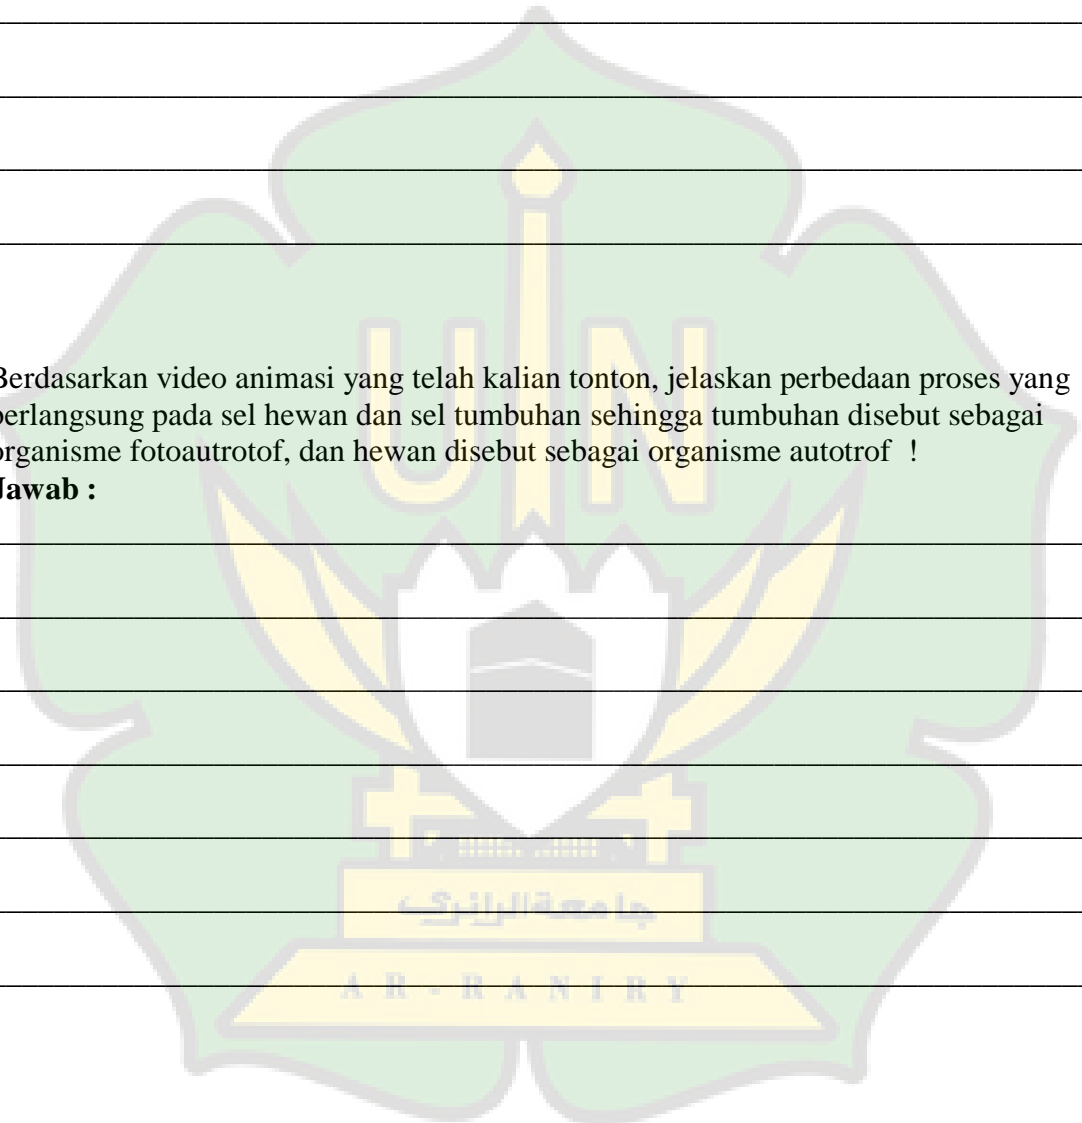 U I N
Berdasarkan video animasi yang telah kalian tonton, jelaskan perbedaan proses yang
berlangsung pada sel hewan dan sel tumbuhan sehingga tumbuhan disebut sebagai
organisme fotoautrotof, dan hewan disebut sebagai organisme autotrof !
Jawab :
جامعة الرانري
A R - R A N I R Y